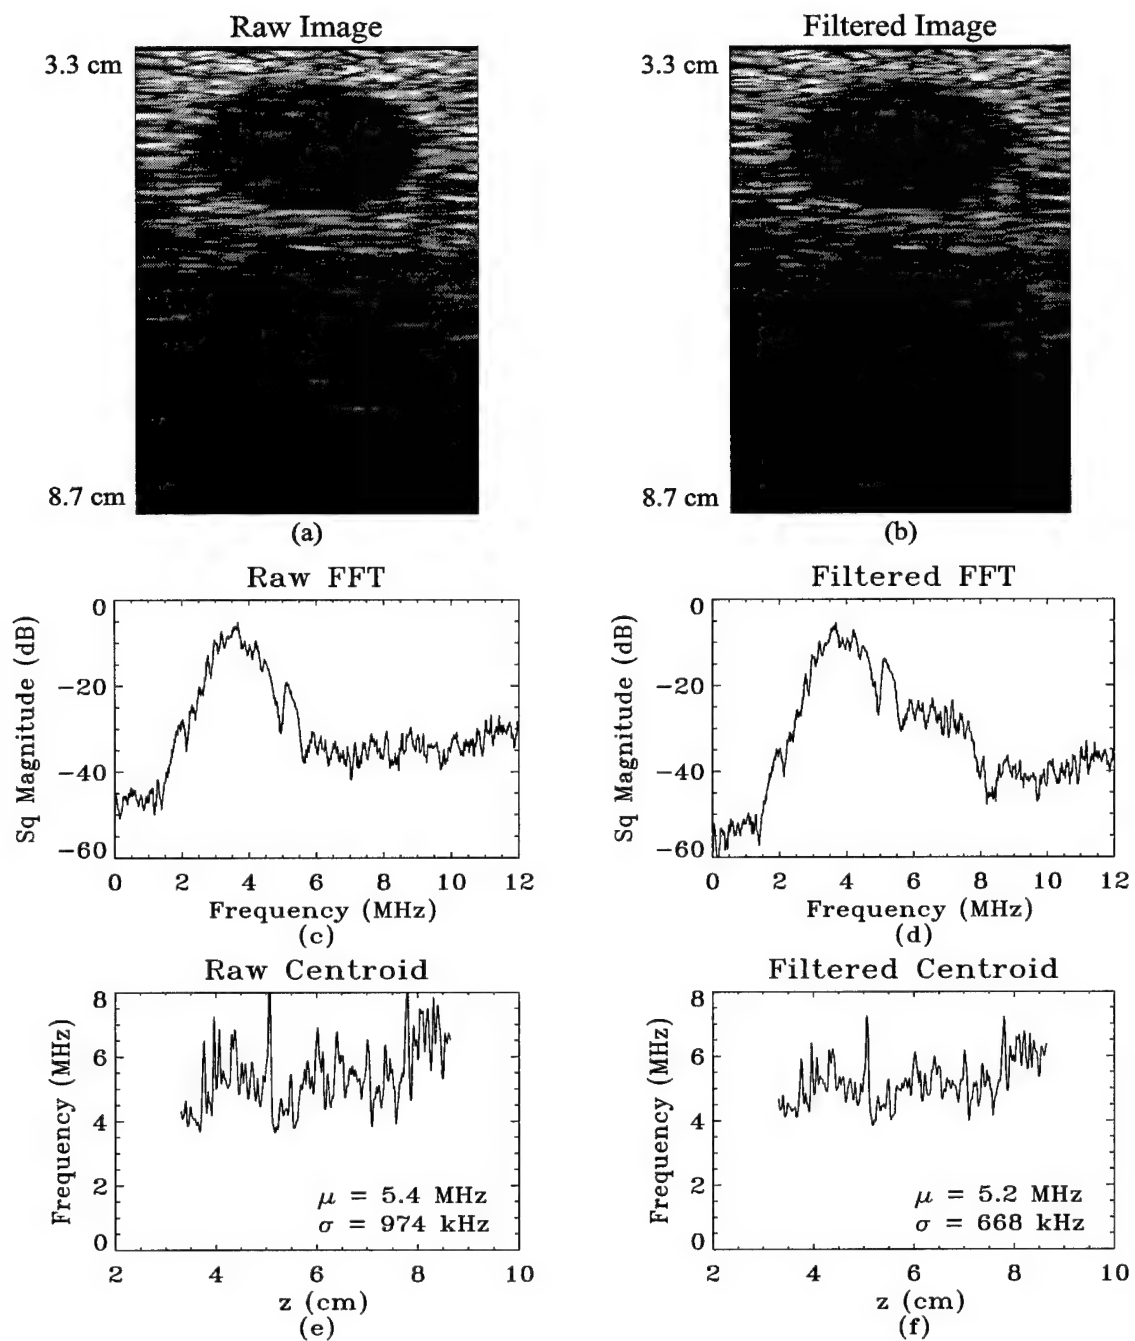 Raw Image
Filtered Image
3.3 cm
3.3 cm
8.7 cm
8.7 cm
(a)
(b)
Raw FFT
Filtered FFT
Sq Magnitude (dB)
0
−20
−40
−60
0 2 4 6 8 10 12
Frequency (MHz)
(c)
Sq Magnitude (dB)
0
−20
−40
−60
0 2 4 6 8 10 12
Frequency (MHz)
(d)
Raw Centroid
Filtered Centroid
Frequency (MHz)
8
6
4
2
0
μ = 5.4 MHz
σ = 974 kHz
2 4 6 8 10
z (cm)
(e)
Frequency (MHz)
8
6
4
2
0
μ = 5.2 MHz
σ = 668 kHz
2 4 6 8 10
z (cm)
(f)